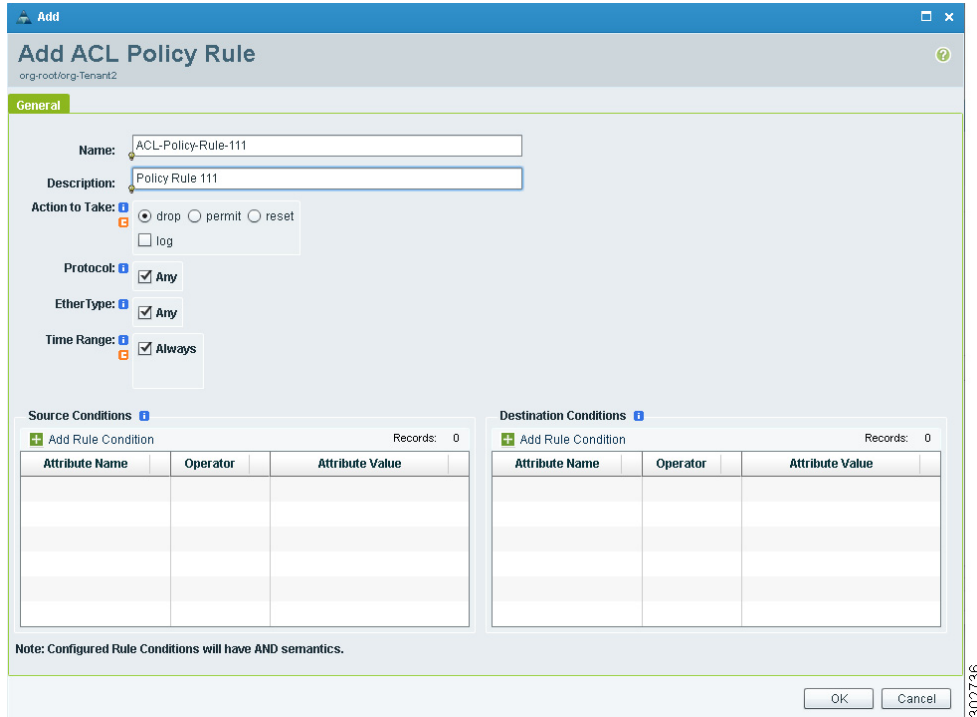 Add
Add ACL Policy Rule
org-root/org-Tenant2
General
Name: ACL-Policy-Rule-111
Description: Policy Rule 111
Action to Take: drop permit reset
log
Protocol: Any
EtherType: Any
Time Range: Always
Source Conditions
Add Rule Condition Records: 0
Attribute Name Operator Attribute Value
Destination Conditions
Add Rule Condition Records: 0
Attribute Name Operator Attribute Value
Note: Configured Rule Conditions will have AND semantics.
OK Cancel
302736